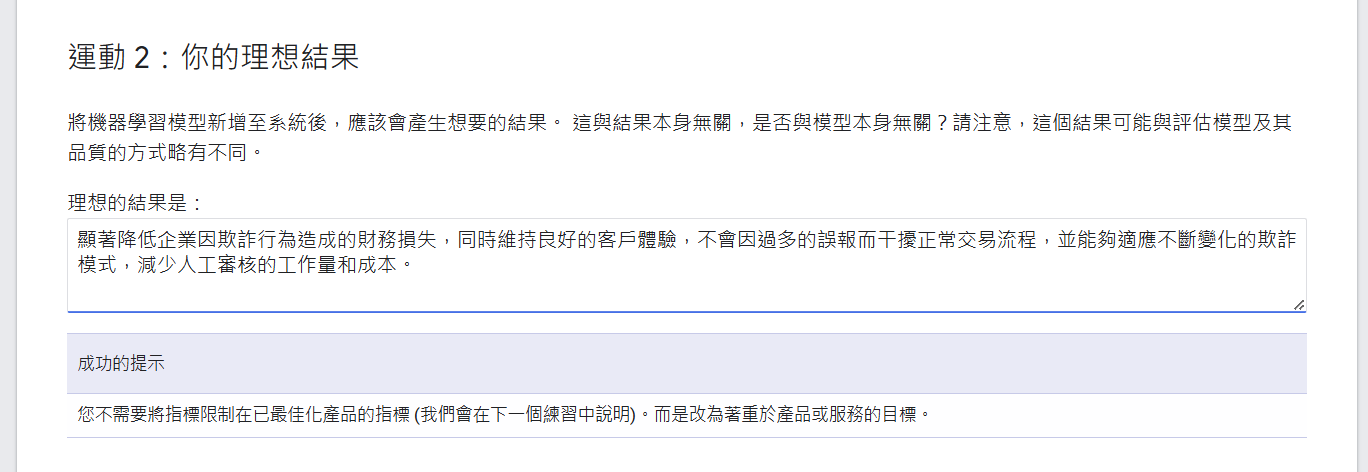 運動 2：你的理想結果
將機器學習模型新增至系統後，應該會產生想要的結果。 這與結果本身無關，是否與模型本身無關？請注意，這個結果可能與評估模型及其
品質的方式略有不同。
理想的結果是：
顯著降低企業因欺詐行為造成的財務損失，同時維持良好的客戶體驗，不會因過多的誤報而干擾正常交易流程，並能夠適應不斷變化的欺詐
模式，減少人工審核的工作量和成本。
成功的提示
您不需要將指標限制在已最佳化產品的指標 (我們會在下一個練習中說明)。而是改為著重於產品或服務的目標。